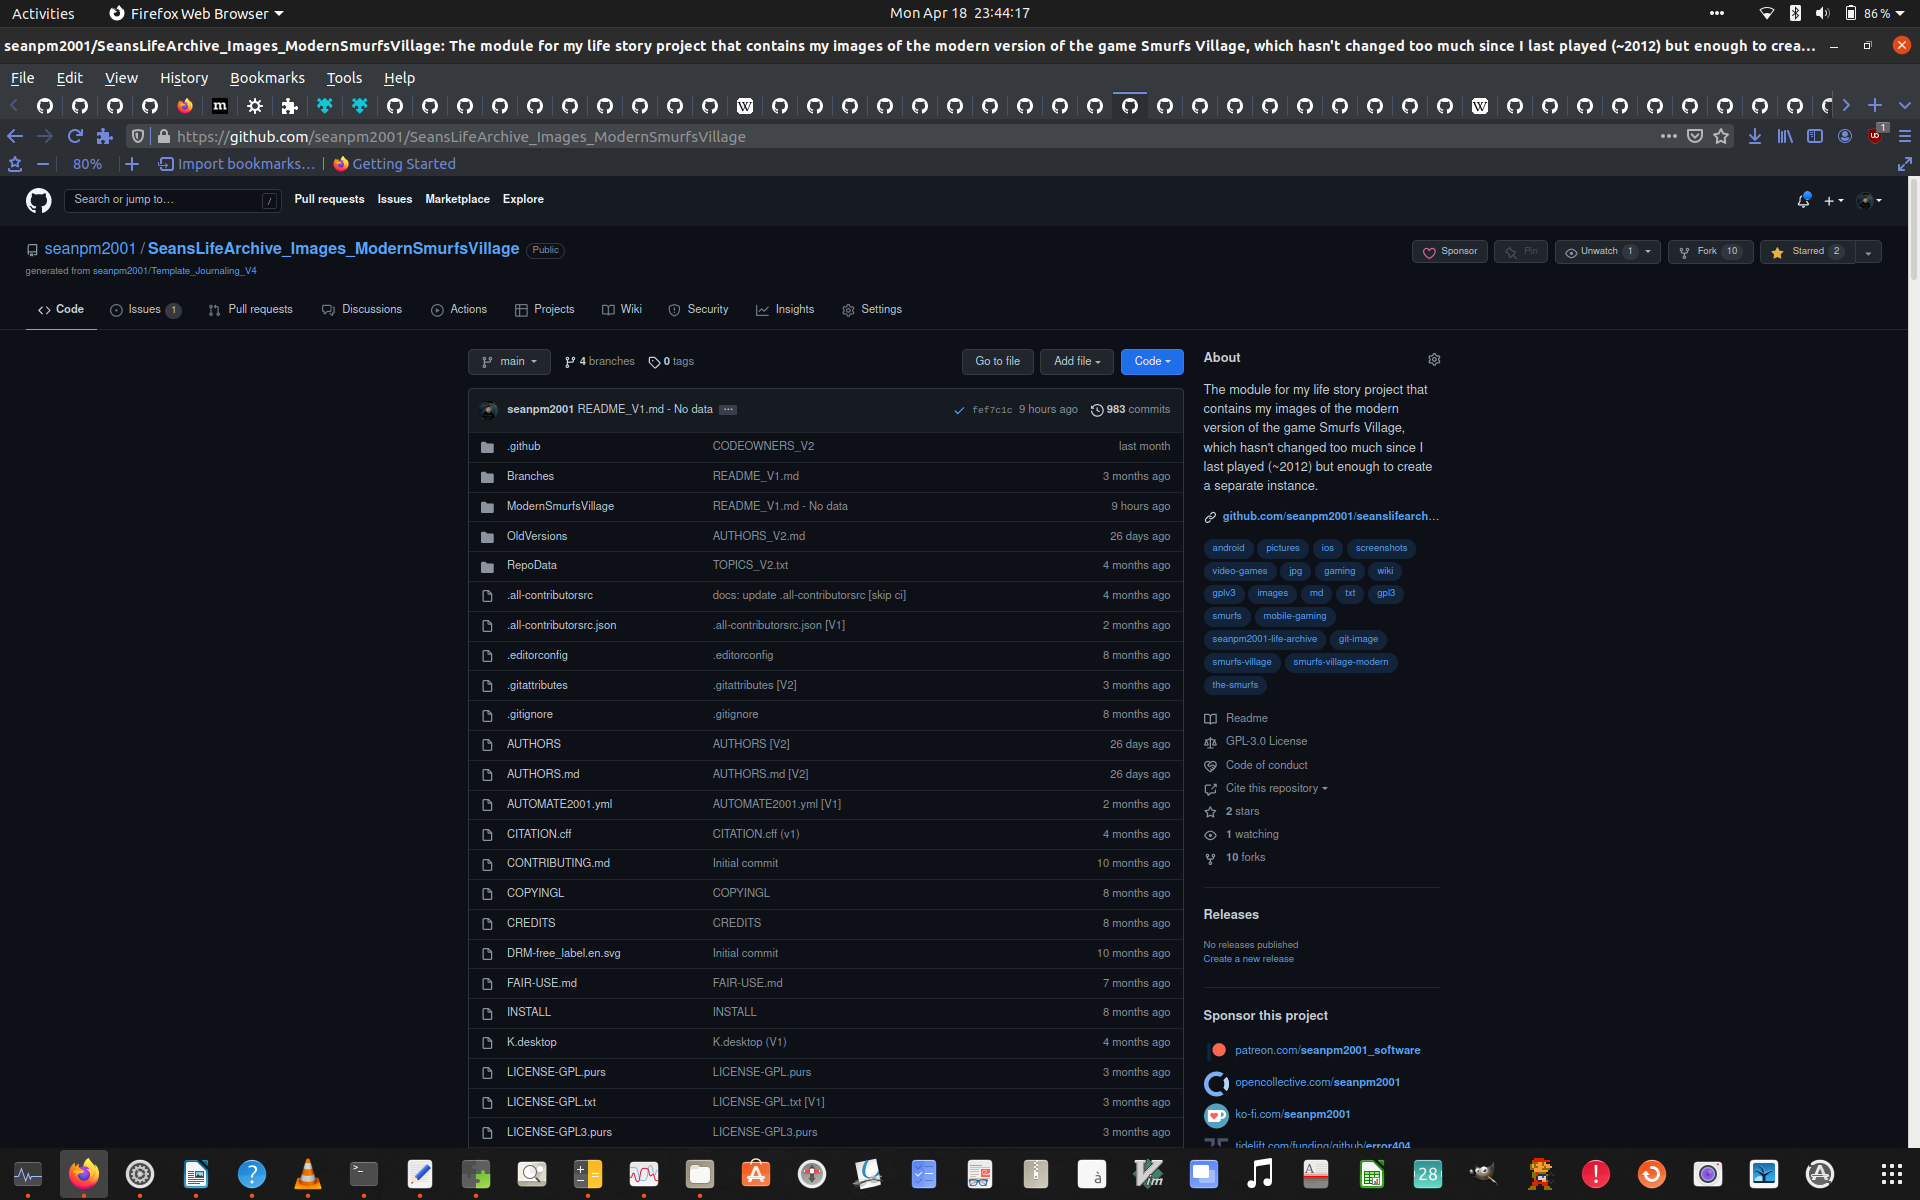 Activities
Firefox Web Browser
Mon Apr 18 23:44:17
86 %
seanpm2001/SeansLifeArchive_Images_ModernSmurfsVillage: The module for my life story project that contains my images of the modern version of the game Smurfs Village, which hasn't changed too much since I last played (~2012) but enough to crea...
File Edit View History Bookmarks Tools Help
https://github.com/seanpm2001/SeansLifeArchive_Images_ModernSmurfsVillage
1
80%
Import bookmarks...
Getting Started
Search or jump to... /
Pull requests Issues Marketplace Explore
seanpm2001 / SeansLifeArchive_Images_ModernSmurfsVillage Public
Sponsor
Pin
Unwatch 1
Fork 10
Starred 2
generated from seanpm2001/Template_Journaling_V4
Code
Issues 1
Pull requests
Discussions
Actions
Projects
Wiki
Security
Insights
Settings
main
4 branches
0 tags
Go to file
Add file
Code
seanpm2001 README_V1.md - No data ... fef7c1c 9 hours ago 983 commits
.github CODEOWNERS_V2 last month
Branches README_V1.md 3 months ago
ModernSmurfsVillage README_V1.md - No data 9 hours ago
OldVersions AUTHORS_V2.md 26 days ago
RepoData TOPICS_V2.txt 4 months ago
.all-contributorsrc docs: update .all-contributorsrc [skip ci] 4 months ago
.all-contributorsrc.json .all-contributorsrc.json [V1] 2 months ago
.editorconfig .editorconfig 8 months ago
.gitattributes .gitattributes [V2] 3 months ago
.gitignore .gitignore 8 months ago
AUTHORS AUTHORS [V2] 26 days ago
AUTHORS.md AUTHORS.md [V2] 26 days ago
AUTOMATE2001.yml AUTOMATE2001.yml [V1] 2 months ago
CITATION.cff CITATION.cff (v1) 4 months ago
CONTRIBUTING.md Initial commit 10 months ago
COPYINGL COPYINGL 8 months ago
CREDITS CREDITS 8 months ago
DRM-free_label.en.svg Initial commit 10 months ago
FAIR-USE.md FAIR-USE.md 7 months ago
INSTALL INSTALL 8 months ago
K.desktop K.desktop (V1) 4 months ago
LICENSE-GPL.purs LICENSE-GPL.purs 3 months ago
LICENSE-GPL.txt LICENSE-GPL.txt [V1] 3 months ago
LICENSE-GPL3.purs LICENSE-GPL3.purs 3 months ago
About
The module for my life story project that
contains my images of the modern
version of the game Smurfs Village,
which hasn't changed too much since I
last played (~2012) but enough to create
a separate instance.
github.com/seanpm2001/seanslifearch...
android pictures ios screenshots
video-games jpg gaming wiki
gplv3 images md txt gpl3
smurfs mobile-gaming
seanpm2001-life-archive git-image
smurfs-village smurfs-village-modern
the-smurfs
Readme
GPL-3.0 License
Code of conduct
Cite this repository
2 stars
1 watching
10 forks
Releases
No releases published
Create a new release
Sponsor this project
patreon.com/seanpm2001_software
opencollective.com/seanpm2001
ko-fi.com/seanpm2001
tidelift.com/funding/github/error404
28